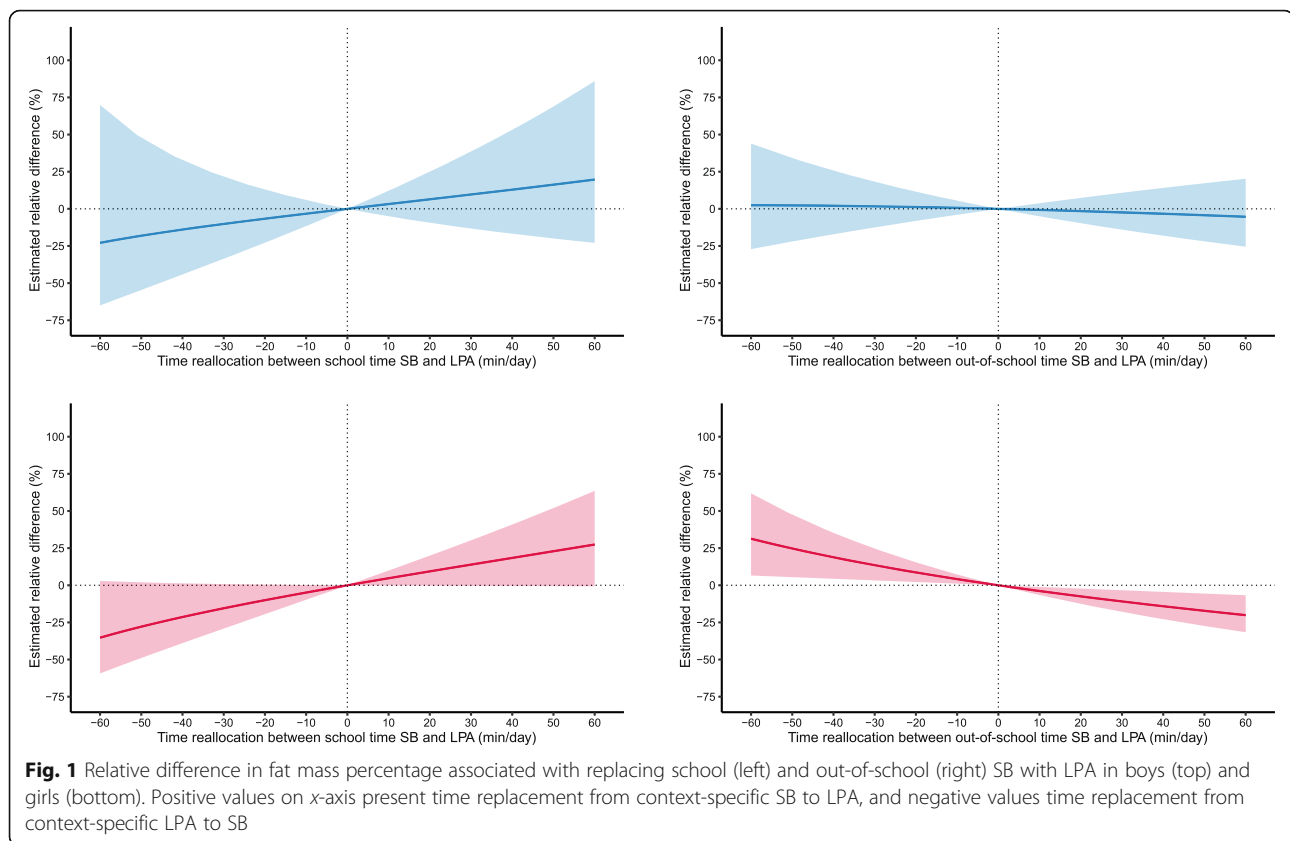 Estimated relative difference (%)
100
75
50
25
0
−25
−50
−75
−60 −50 −40 −30 −20 −10 0 10 20 30 40 50 60
Time reallocation between school time SB and LPA (min/day)
Estimated relative difference (%)
100
75
50
25
0
−25
−50
−75
−60 −50 −40 −30 −20 −10 0 10 20 30 40 50 60
Time reallocation between out-of-school time SB and LPA (min/day)
Estimated relative difference (%)
100
75
50
25
0
−25
−50
−75
−60 −50 −40 −30 −20 −10 0 10 20 30 40 50 60
Time reallocation between school time SB and LPA (min/day)
Estimated relative difference (%)
100
75
50
25
0
−25
−50
−75
−60 −50 −40 −30 −20 −10 0 10 20 30 40 50 60
Time reallocation between out-of-school time SB and LPA (min/day)
Fig. 1 Relative difference in fat mass percentage associated with replacing school (left) and out-of-school (right) SB with LPA in boys (top) and
girls (bottom). Positive values on x-axis present time replacement from context-specific SB to LPA, and negative values time replacement from
context-specific LPA to SB